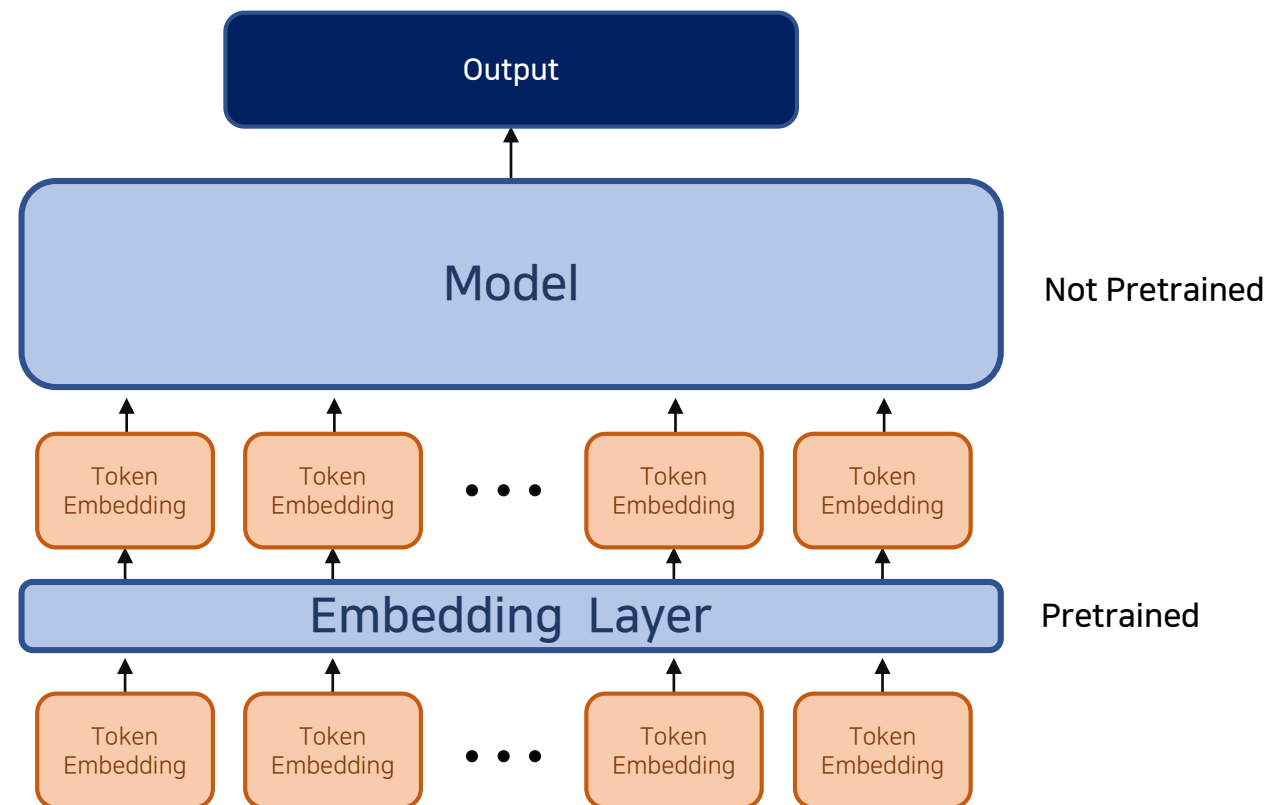 Output
Model
Not Pretrained
Token
Embedding
Token
Embedding
Token
Embedding
Token
Embedding
Embedding Layer
Pretrained
Token
Embedding
Token
Embedding
Token
Embedding
Token
Embedding